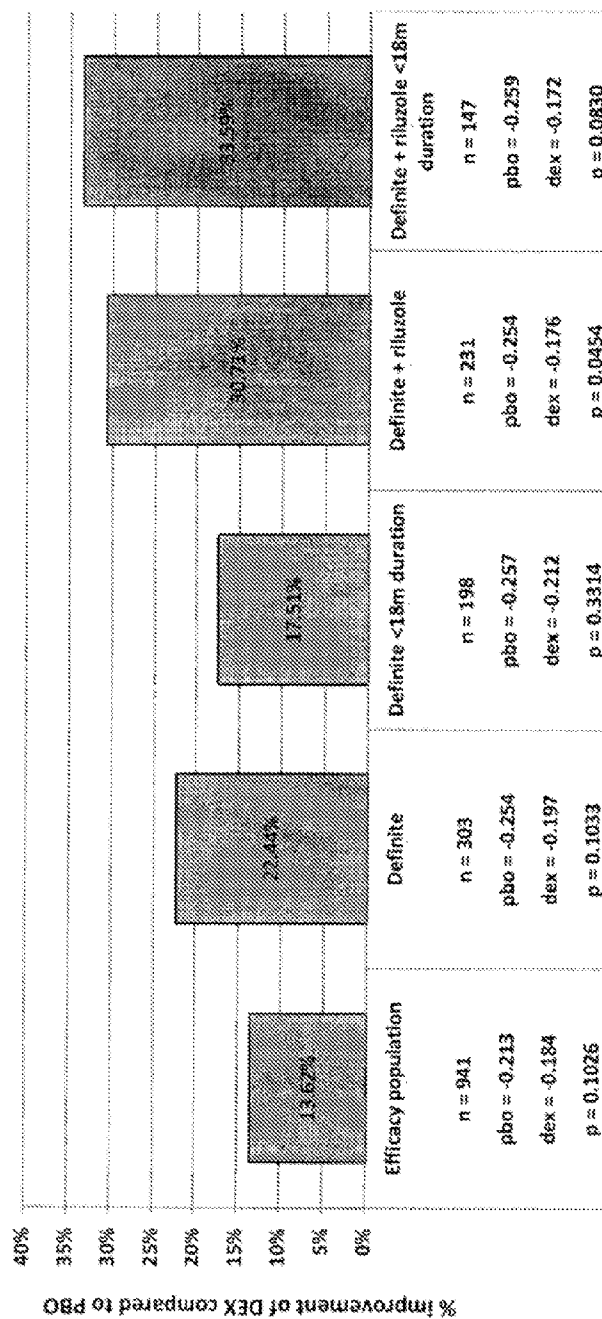 % improvement of DEX compared to PBO
40%
35%
30%
25%
20%
15%
10%
5%
0%
13.62%
22.44%
17.51%
30.71%
33.59%
Efficacy population
n = 941
pbo = -0.213
dex = -0.184
p = 0.1026
Definite
n = 303
pbo = -0.254
dex = -0.197
p = 0.1033
Definite <18m duration
n = 198
pbo = -0.257
dex = -0.212
p = 0.3314
Definite + riluzole
n = 231
pbo = -0.254
dex = -0.176
p = 0.0454
Definite + riluzole <18m
duration
n = 147
pbo = -0.259
dex = -0.172
p = 0.0830